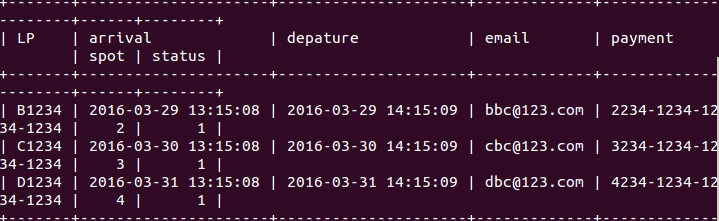 +-------+---------------------+---------------------+-------------+-------------
--------+------+--------+
| LP    | arrival             | depature            | email       | payment
        | spot | status |
+-------+---------------------+---------------------+-------------+-------------
--------+------+--------+
| B1234 | 2016-03-29 13:15:08 | 2016-03-29 14:15:09 | bbc@123.com | 2234-1234-12
34-1234 |    2 |      1 |
| C1234 | 2016-03-30 13:15:08 | 2016-03-30 14:15:09 | cbc@123.com | 3234-1234-12
34-1234 |    3 |      1 |
| D1234 | 2016-03-31 13:15:08 | 2016-03-31 14:15:09 | dbc@123.com | 4234-1234-12
34-1234 |    4 |      1 |
+-------+---------------------+---------------------+-------------+-------------